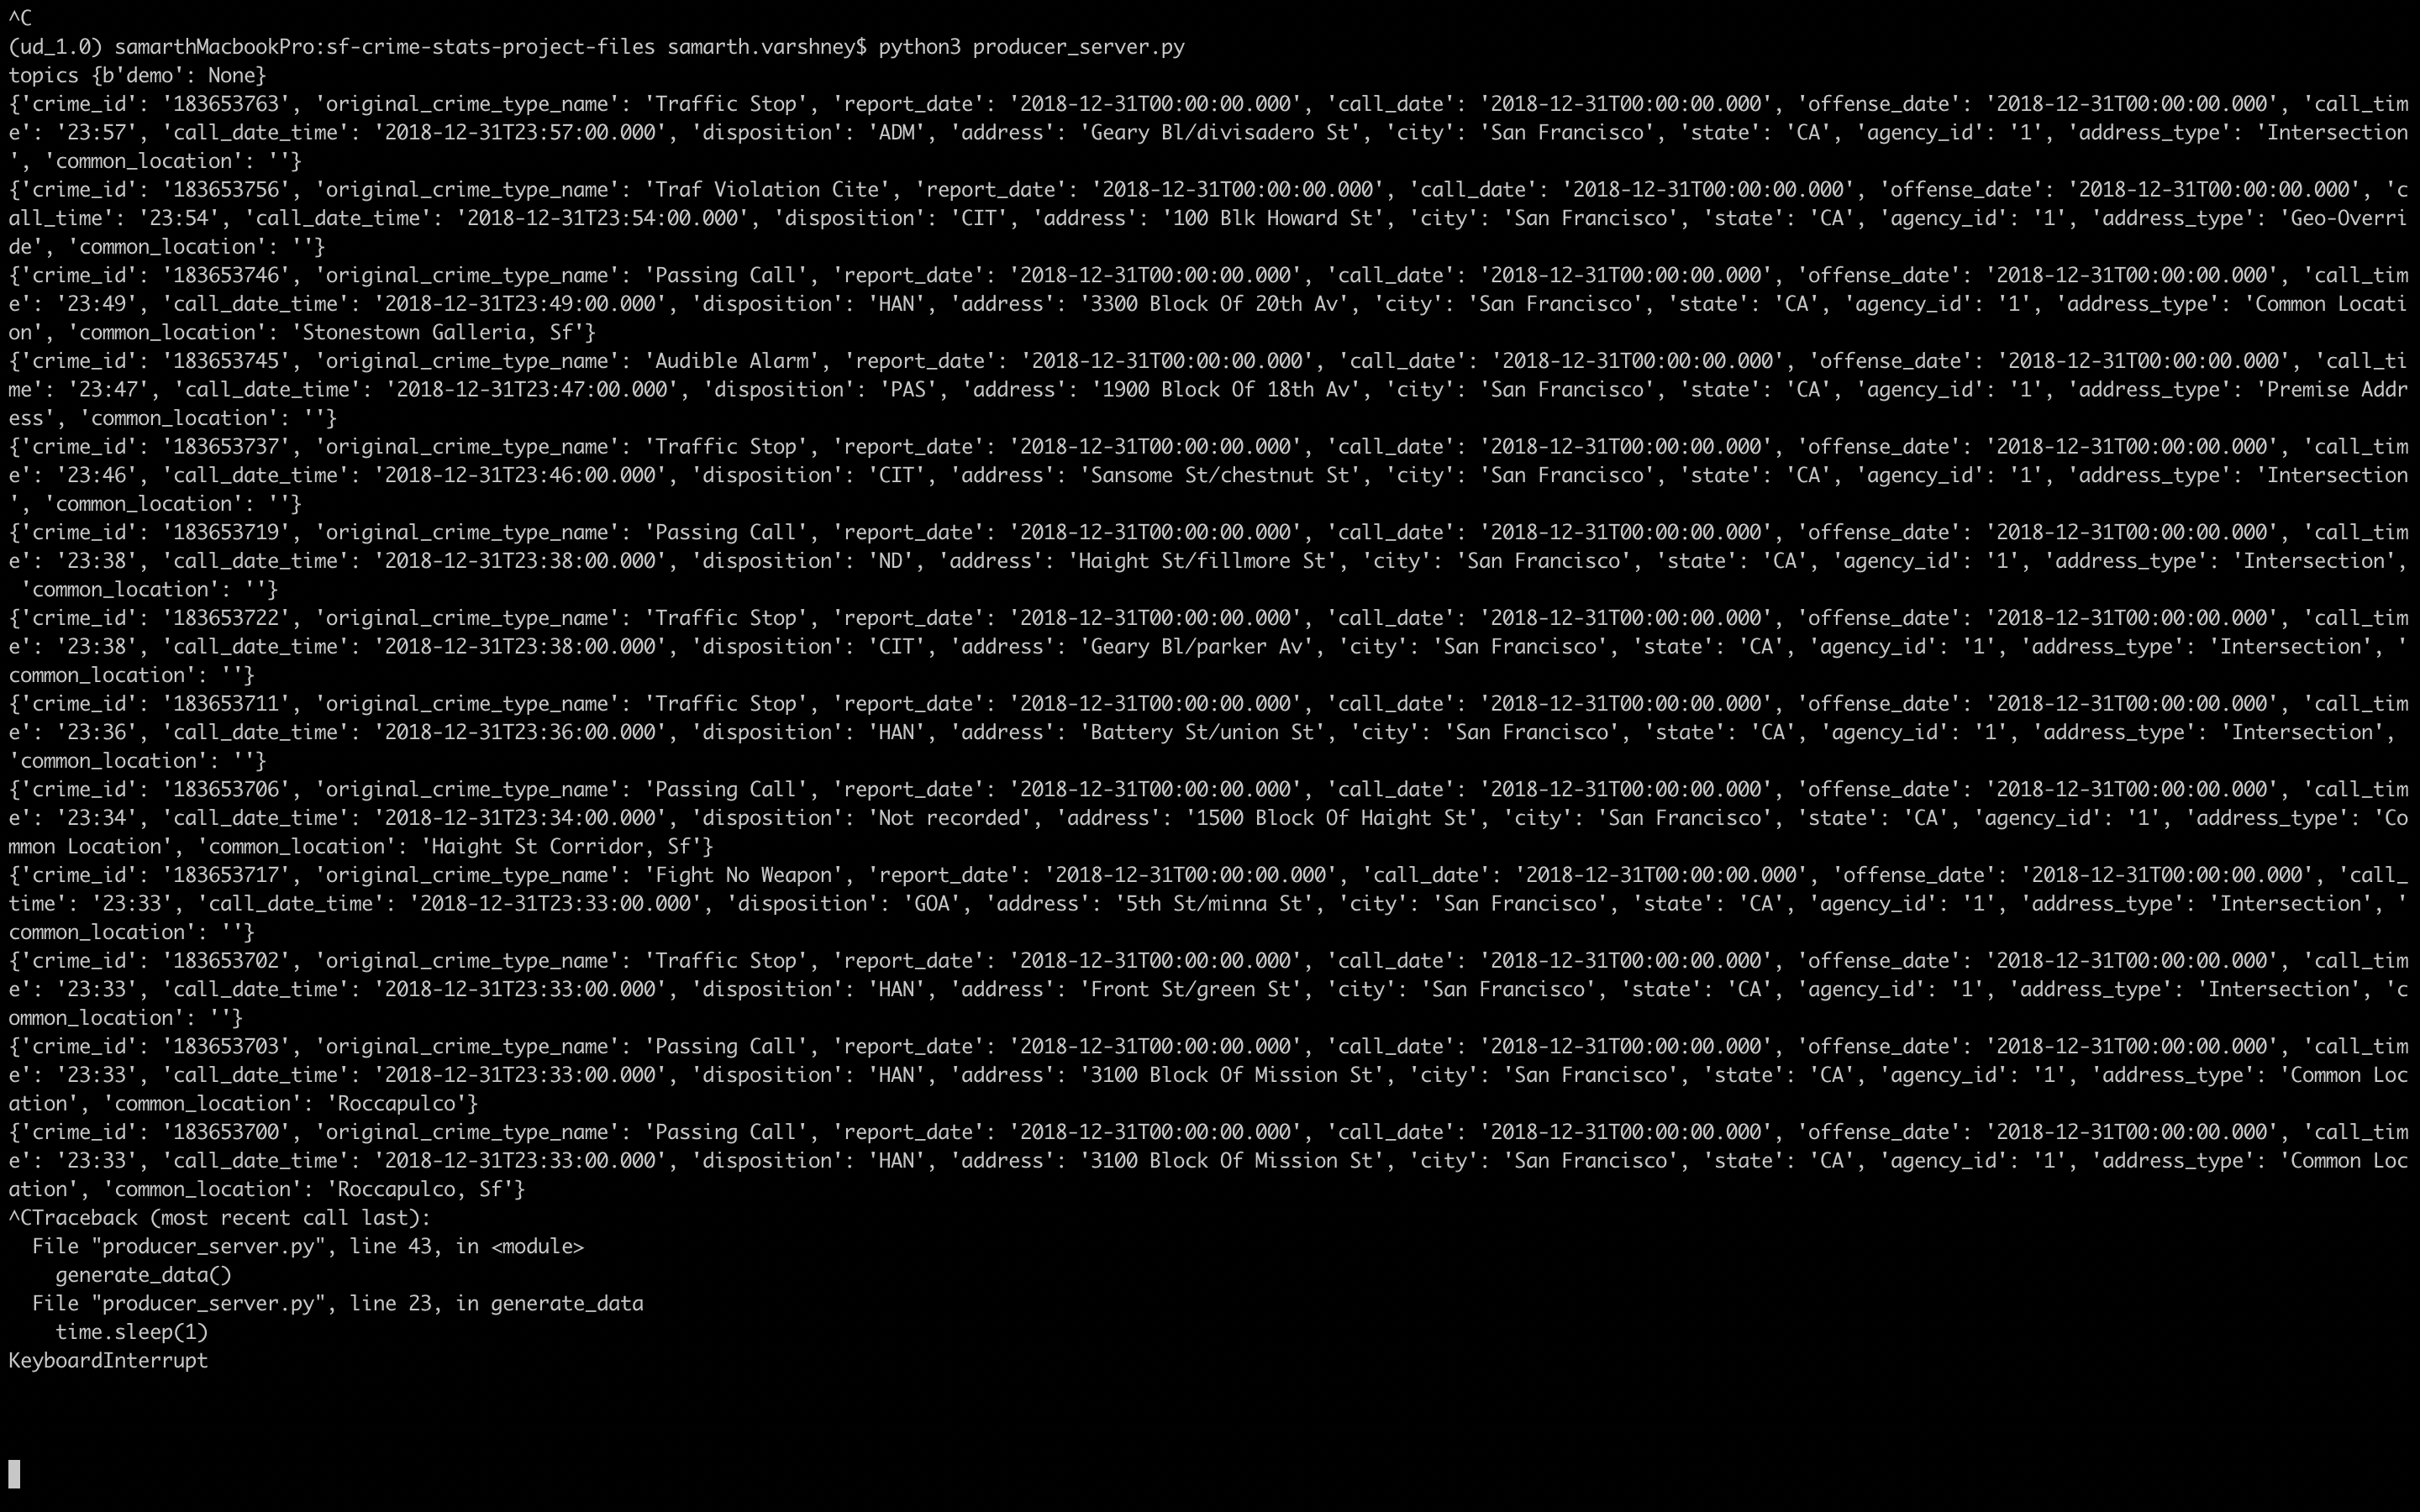 ^C
(ud_1.0) samarthMacbookPro:sf-crime-stats-project-files samarth.varshney$ python3 producer_server.py
topics {b'demo': None}
{'crime_id': '183653763', 'original_crime_type_name': 'Traffic Stop', 'report_date': '2018-12-31T00:00:00.000', 'call_date': '2018-12-31T00:00:00.000', 'offense_date': '2018-12-31T00:00:00.000', 'call_tim
e': '23:57', 'call_date_time': '2018-12-31T23:57:00.000', 'disposition': 'ADM', 'address': 'Geary Bl/divisadero St', 'city': 'San Francisco', 'state': 'CA', 'agency_id': '1', 'address_type': 'Intersection
', 'common_location': ''}
{'crime_id': '183653756', 'original_crime_type_name': 'Traf Violation Cite', 'report_date': '2018-12-31T00:00:00.000', 'call_date': '2018-12-31T00:00:00.000', 'offense_date': '2018-12-31T00:00:00.000', 'c
all_time': '23:54', 'call_date_time': '2018-12-31T23:54:00.000', 'disposition': 'CIT', 'address': '100 Blk Howard St', 'city': 'San Francisco', 'state': 'CA', 'agency_id': '1', 'address_type': 'Geo-Overri
de', 'common_location': ''}
{'crime_id': '183653746', 'original_crime_type_name': 'Passing Call', 'report_date': '2018-12-31T00:00:00.000', 'call_date': '2018-12-31T00:00:00.000', 'offense_date': '2018-12-31T00:00:00.000', 'call_tim
e': '23:49', 'call_date_time': '2018-12-31T23:49:00.000', 'disposition': 'HAN', 'address': '3300 Block Of 20th Av', 'city': 'San Francisco', 'state': 'CA', 'agency_id': '1', 'address_type': 'Common Locati
on', 'common_location': 'Stonestown Galleria, Sf'}
{'crime_id': '183653745', 'original_crime_type_name': 'Audible Alarm', 'report_date': '2018-12-31T00:00:00.000', 'call_date': '2018-12-31T00:00:00.000', 'offense_date': '2018-12-31T00:00:00.000', 'call_ti
me': '23:47', 'call_date_time': '2018-12-31T23:47:00.000', 'disposition': 'PAS', 'address': '1900 Block Of 18th Av', 'city': 'San Francisco', 'state': 'CA', 'agency_id': '1', 'address_type': 'Premise Addr
ess', 'common_location': ''}
{'crime_id': '183653737', 'original_crime_type_name': 'Traffic Stop', 'report_date': '2018-12-31T00:00:00.000', 'call_date': '2018-12-31T00:00:00.000', 'offense_date': '2018-12-31T00:00:00.000', 'call_tim
e': '23:46', 'call_date_time': '2018-12-31T23:46:00.000', 'disposition': 'CIT', 'address': 'Sansome St/chestnut St', 'city': 'San Francisco', 'state': 'CA', 'agency_id': '1', 'address_type': 'Intersection
', 'common_location': ''}
{'crime_id': '183653719', 'original_crime_type_name': 'Passing Call', 'report_date': '2018-12-31T00:00:00.000', 'call_date': '2018-12-31T00:00:00.000', 'offense_date': '2018-12-31T00:00:00.000', 'call_tim
e': '23:38', 'call_date_time': '2018-12-31T23:38:00.000', 'disposition': 'ND', 'address': 'Haight St/fillmore St', 'city': 'San Francisco', 'state': 'CA', 'agency_id': '1', 'address_type': 'Intersection',
 'common_location': ''}
{'crime_id': '183653722', 'original_crime_type_name': 'Traffic Stop', 'report_date': '2018-12-31T00:00:00.000', 'call_date': '2018-12-31T00:00:00.000', 'offense_date': '2018-12-31T00:00:00.000', 'call_tim
e': '23:38', 'call_date_time': '2018-12-31T23:38:00.000', 'disposition': 'CIT', 'address': 'Geary Bl/parker Av', 'city': 'San Francisco', 'state': 'CA', 'agency_id': '1', 'address_type': 'Intersection', '
common_location': ''}
{'crime_id': '183653711', 'original_crime_type_name': 'Traffic Stop', 'report_date': '2018-12-31T00:00:00.000', 'call_date': '2018-12-31T00:00:00.000', 'offense_date': '2018-12-31T00:00:00.000', 'call_tim
e': '23:36', 'call_date_time': '2018-12-31T23:36:00.000', 'disposition': 'HAN', 'address': 'Battery St/union St', 'city': 'San Francisco', 'state': 'CA', 'agency_id': '1', 'address_type': 'Intersection',
'common_location': ''}
{'crime_id': '183653706', 'original_crime_type_name': 'Passing Call', 'report_date': '2018-12-31T00:00:00.000', 'call_date': '2018-12-31T00:00:00.000', 'offense_date': '2018-12-31T00:00:00.000', 'call_tim
e': '23:34', 'call_date_time': '2018-12-31T23:34:00.000', 'disposition': 'Not recorded', 'address': '1500 Block Of Haight St', 'city': 'San Francisco', 'state': 'CA', 'agency_id': '1', 'address_type': 'Co
mmon Location', 'common_location': 'Haight St Corridor, Sf'}
{'crime_id': '183653717', 'original_crime_type_name': 'Fight No Weapon', 'report_date': '2018-12-31T00:00:00.000', 'call_date': '2018-12-31T00:00:00.000', 'offense_date': '2018-12-31T00:00:00.000', 'call_
time': '23:33', 'call_date_time': '2018-12-31T23:33:00.000', 'disposition': 'GOA', 'address': '5th St/minna St', 'city': 'San Francisco', 'state': 'CA', 'agency_id': '1', 'address_type': 'Intersection', '
common_location': ''}
{'crime_id': '183653702', 'original_crime_type_name': 'Traffic Stop', 'report_date': '2018-12-31T00:00:00.000', 'call_date': '2018-12-31T00:00:00.000', 'offense_date': '2018-12-31T00:00:00.000', 'call_tim
e': '23:33', 'call_date_time': '2018-12-31T23:33:00.000', 'disposition': 'HAN', 'address': 'Front St/green St', 'city': 'San Francisco', 'state': 'CA', 'agency_id': '1', 'address_type': 'Intersection', 'c
ommon_location': ''}
{'crime_id': '183653703', 'original_crime_type_name': 'Passing Call', 'report_date': '2018-12-31T00:00:00.000', 'call_date': '2018-12-31T00:00:00.000', 'offense_date': '2018-12-31T00:00:00.000', 'call_tim
e': '23:33', 'call_date_time': '2018-12-31T23:33:00.000', 'disposition': 'HAN', 'address': '3100 Block Of Mission St', 'city': 'San Francisco', 'state': 'CA', 'agency_id': '1', 'address_type': 'Common Loc
ation', 'common_location': 'Roccapulco'}
{'crime_id': '183653700', 'original_crime_type_name': 'Passing Call', 'report_date': '2018-12-31T00:00:00.000', 'call_date': '2018-12-31T00:00:00.000', 'offense_date': '2018-12-31T00:00:00.000', 'call_tim
e': '23:33', 'call_date_time': '2018-12-31T23:33:00.000', 'disposition': 'HAN', 'address': '3100 Block Of Mission St', 'city': 'San Francisco', 'state': 'CA', 'agency_id': '1', 'address_type': 'Common Loc
ation', 'common_location': 'Roccapulco, Sf'}
^CTraceback (most recent call last):
  File "producer_server.py", line 43, in <module>
    generate_data()
  File "producer_server.py", line 23, in generate_data
    time.sleep(1)
KeyboardInterrupt